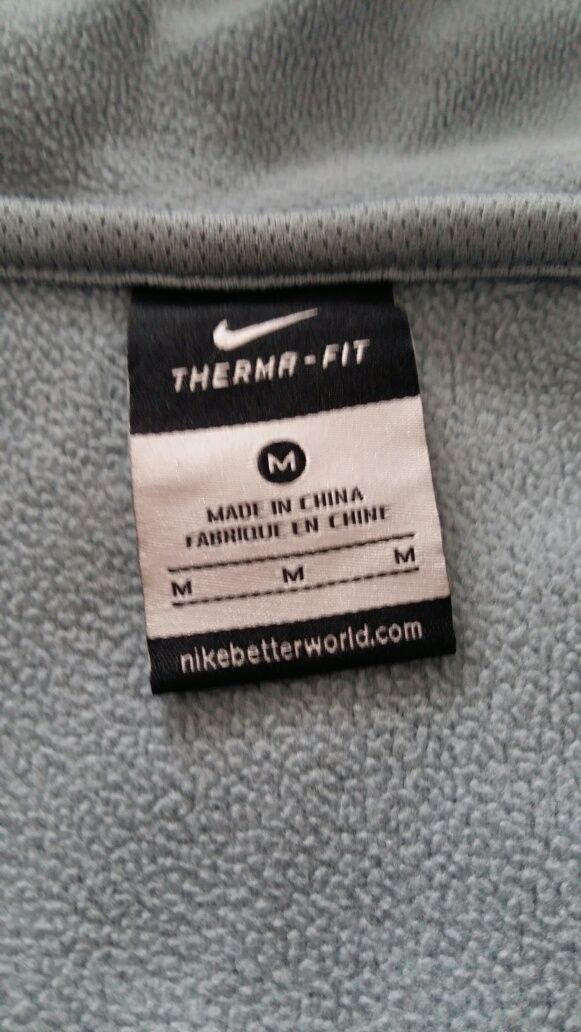 THERMA-FIT
M
MADE IN CHINA
FABRIQUE EN CHINE
M M M
nikebetterworld.com